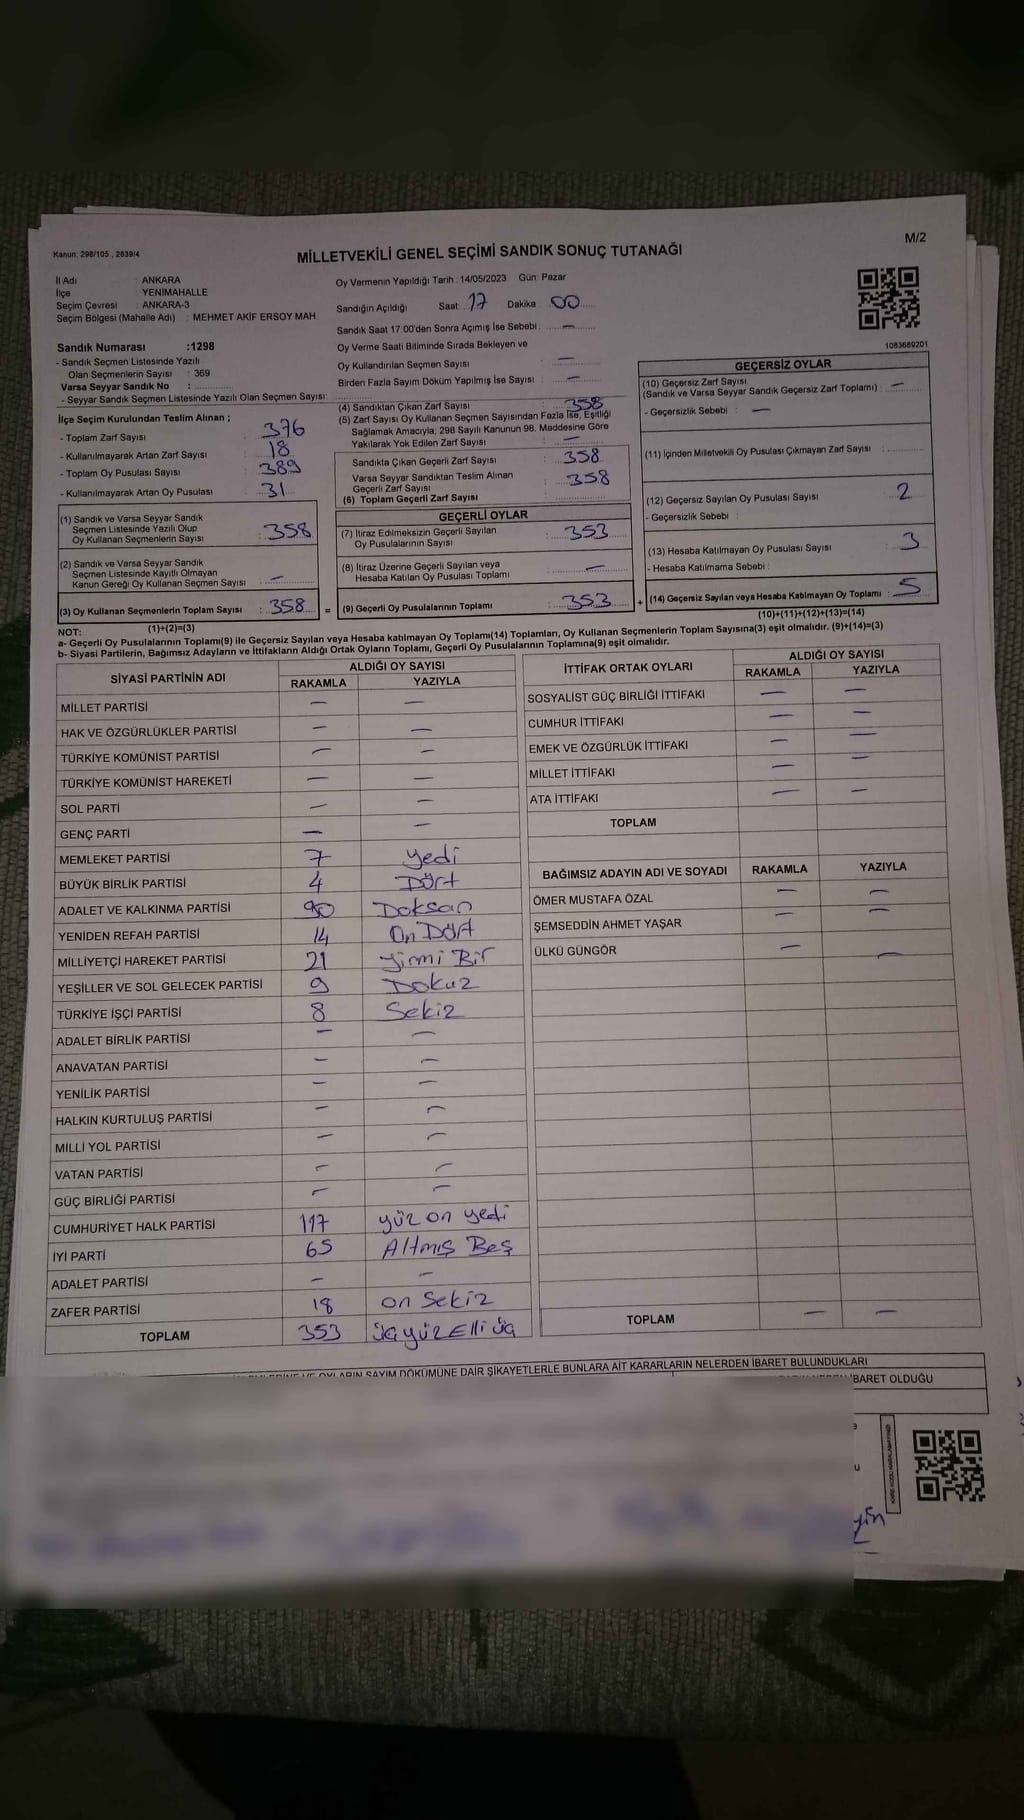 Kanun: 298/105 , 2839/4
M/2
MİLLETVEKİLİ GENEL SEÇİMİ SANDIK SONUÇ TUTANAĞI
İl Adı : ANKARA
İlçe : YENİMAHALLE
Seçim Çevresi : ANKARA-3
Seçim Bölgesi (Mahalle Adı) : MEHMET AKİF ERSOY MAH.
Oy Vermenin Yapıldığı Tarih : 14/05/2023 Gün: Pazar
Sandığın Açıldığı Saat: 17 Dakika : 00
Sandık Saat 17:00'den Sonra Açımış İse Sebebi : —
Oy Verme Saati Bitiminde Sırada Bekleyen ve
Oy Kullandırılan Seçmen Sayısı : —
Birden Fazla Sayım Döküm Yapılmış İse Sayısı : —
1083689201
Sandık Numarası :1298
- Sandık Seçmen Listesinde Yazılı
Olan Seçmenlerin Sayısı : 369
Varsa Seyyar Sandık No :
- Seyyar Sandık Seçmen Listesinde Yazılı Olan Seçmen Sayısı:
İlçe Seçim Kurulundan Teslim Alınan ;
- Toplam Zarf Sayısı : 376
- Kullanılmayarak Artan Zarf Sayısı : 18
- Toplam Oy Pusulası Sayısı : 389
- Kullanılmayarak Artan Oy Pusulası : 31
(1) Sandık ve Varsa Seyyar Sandık
Seçmen Listesinde Yazılı Olup
Oy Kullanan Seçmenlerin Sayısı : 358
(2) Sandık ve Varsa Seyyar Sandık
Seçmen Listesinde Kayıtlı Olmayan
Kanun Gereği Oy Kullanan Seçmen Sayısı : —
(3) Oy Kullanan Seçmenlerin Toplam Sayısı : 358 =
(1)+(2)=(3)
(4) Sandıktan Çıkan Zarf Sayısı : 358
(5) Zarf Sayısı Oy Kullanan Seçmen Sayısından Fazla İse, Eşitliği
Sağlamak Amacıyla, 298 Sayılı Kanunun 98. Maddesine Göre
Yakılarak Yok Edilen Zarf Sayısı : —
Sandıkta Çıkan Geçerli Zarf Sayısı : 358
Varsa Seyyar Sandıktan Teslim Alınan
Geçerli Zarf Sayısı : 358
(6) Toplam Geçerli Zarf Sayısı :
GEÇERLİ OYLAR
(7) İtiraz Edilmeksizin Geçerli Sayılan
Oy Pusulalarının Sayısı : 353
(8) İtiraz Üzerine Geçerli Sayılan veya
Hesaba Katılan Oy Pusulası Toplamı : —
(9) Geçerli Oy Pusulalarının Toplamı : 353 +
GEÇERSİZ OYLAR
(10) Geçersiz Zarf Sayısı
(Sandık ve Varsa Seyyar Sandık Geçersiz Zarf Toplamı) : —
- Geçersizlik Sebebi : —
(11) İçinden Milletvekili Oy Pusulası Çıkmayan Zarf Sayısı :
(12) Geçersiz Sayılan Oy Pusulası Sayısı : 2
- Geçersizlik Sebebi :
(13) Hesaba Katılmayan Oy Pusulası Sayısı : 3
- Hesaba Katılmama Sebebi :
(14) Geçersiz Sayılan veya Hesaba Katılmayan Oy Toplamı : 5
(10)+(11)+(12)+(13)=(14)
NOT:
a- Geçerli Oy Pusulalarının Toplamı(9) ile Geçersiz Sayılan veya Hesaba Katılmayan Oy Toplamı(14) Toplamları, Oy Kullanan Seçmenlerin Toplam Sayısına(3) eşit olmalıdır. (9)+(14)=(3)
b- Siyasi Partilerin, Bağımsız Adayların ve İttifakların Aldığı Ortak Oyların Toplamı, Geçerli Oy Pusulalarının Toplamına(9) eşit olmalıdır.
SİYASİ PARTİNİN ADI ALDIĞI OY SAYISI
RAKAMLA YAZIYLA
MİLLET PARTİSİ — —
HAK VE ÖZGÜRLÜKLER PARTİSİ — —
TÜRKİYE KOMÜNİST PARTİSİ — —
TÜRKİYE KOMÜNİST HAREKETİ — —
SOL PARTİ — —
GENÇ PARTİ — —
MEMLEKET PARTİSİ 7 yedi
BÜYÜK BİRLİK PARTİSİ 4 Dört
ADALET VE KALKINMA PARTİSİ 90 Doksan
YENİDEN REFAH PARTİSİ 14 On Dört
MİLLİYETÇİ HAREKET PARTİSİ 21 yirmi Bir
YEŞİLLER VE SOL GELECEK PARTİSİ 9 Dokuz
TÜRKİYE İŞÇİ PARTİSİ 8 Sekiz
ADALET BİRLİK PARTİSİ — —
ANAVATAN PARTİSİ — —
YENİLİK PARTİSİ — —
HALKIN KURTULUŞ PARTİSİ — —
MİLLİ YOL PARTİSİ — —
VATAN PARTİSİ — —
GÜÇ BİRLİĞİ PARTİSİ — —
CUMHURİYET HALK PARTİSİ 117 yüz on yedi
İYİ PARTİ 65 Altmış Beş
ADALET PARTİSİ — —
ZAFER PARTİSİ 18 on Sekiz
TOPLAM 353 üçyüzElli üç
İTTİFAK ORTAK OYLARI ALDIĞI OY SAYISI
RAKAMLA YAZIYLA
SOSYALİST GÜÇ BİRLİĞİ İTTİFAKI — —
CUMHUR İTTİFAKI — —
EMEK VE ÖZGÜRLÜK İTTİFAKI — —
MİLLET İTTİFAKI — —
ATA İTTİFAKI — —
TOPLAM
BAĞIMSIZ ADAYIN ADI VE SOYADI RAKAMLA YAZIYLA
ÖMER MUSTAFA ÖZAL — —
ŞEMSEDDİN AHMET YAŞAR — —
ÜLKÜ GÜNGÖR — —
TOPLAM — —
OYLARIN SAYIM DÖKÜMÜNE DAİR ŞİKAYETLERLE BUNLARA AİT KARARLARIN NELERDEN İBARET BULUNDUKLARI
İBARET OLDUĞU